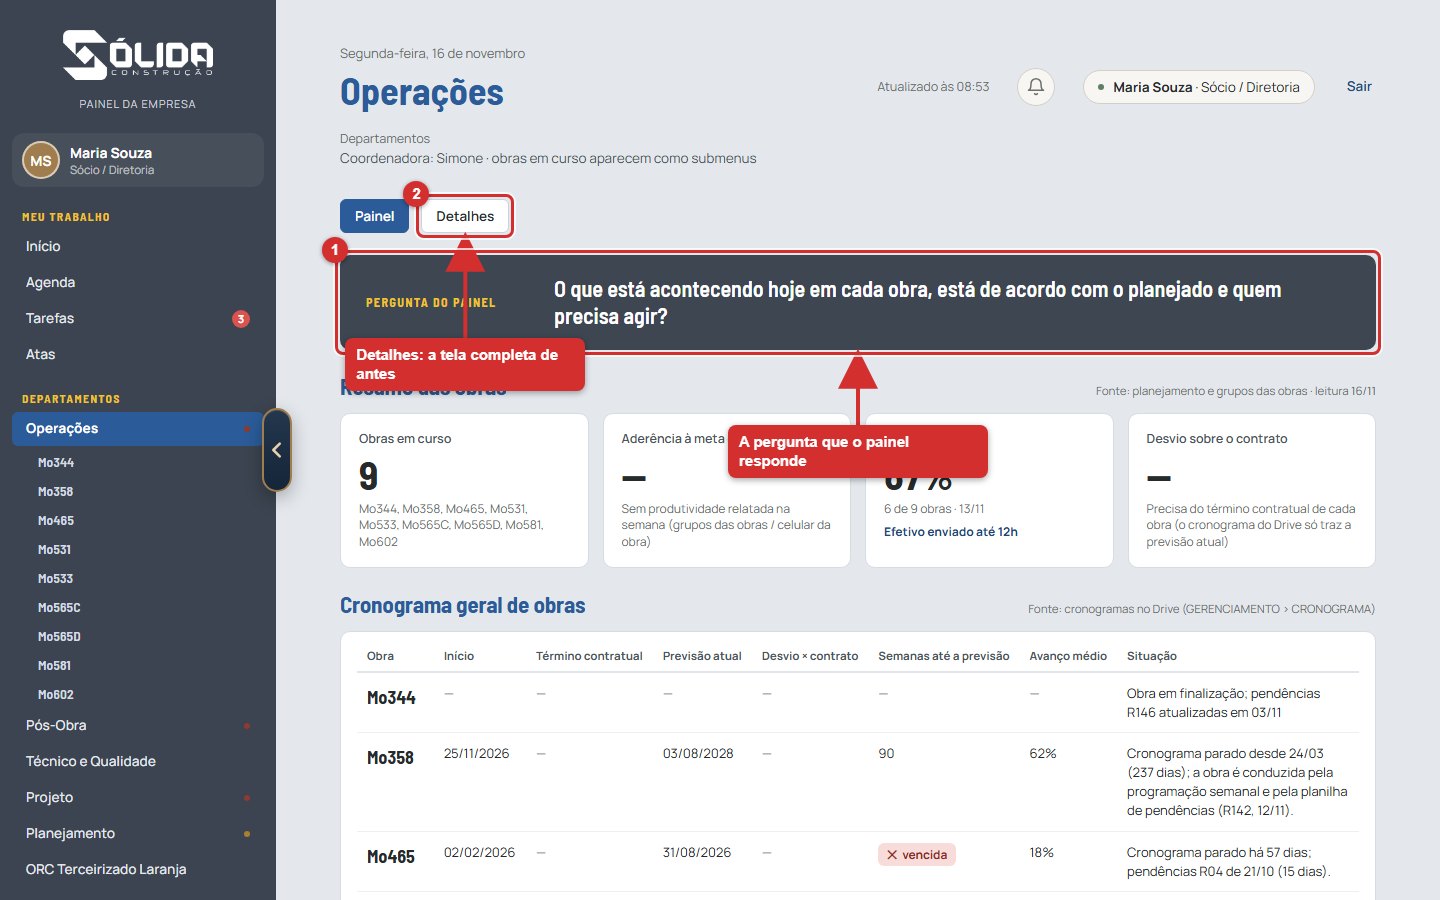 SÓLIDA
CONSTRUÇÃO
PAINEL DA EMPRESA
MS
Maria Souza
Sócio / Diretoria
MEU TRABALHO
Início
Agenda
Tarefas
3
Atas
DEPARTAMENTOS
Operações
Mo344
Mo358
Mo465
Mo531
Mo533
Mo565C
Mo565D
Mo581
Mo602
Pós-Obra
Técnico e Qualidade
Projeto
Planejamento
ORC Terceirizado Laranja
Segunda-feira, 16 de novembro
Operações
Atualizado às 08:53
Maria Souza · Sócio / Diretoria
Sair
Departamentos
Coordenadora: Simone · obras em curso aparecem como submenus
2
Painel
Detalhes
1
PERGUNTA DO PAINEL
O que está acontecendo hoje em cada obra, está de acordo com o planejado e quem
precisa agir?
Detalhes: a tela completa de
antes
Resumo das obras
Fonte: planejamento e grupos das obras · leitura 16/11
A pergunta que o painel
responde
Obras em curso
9
Mo344, Mo358, Mo465, Mo531,
Mo533, Mo565C, Mo565D, Mo581,
Mo602
Aderência à meta
—
Sem produtividade relatada na
semana (grupos das obras / celular da
obra)
67%
6 de 9 obras · 13/11
Efetivo enviado até 12h
Desvio sobre o contrato
—
Precisa do término contratual de cada
obra (o cronograma do Drive só traz a
previsão atual)
Cronograma geral de obras
Fonte: cronogramas no Drive (GERENCIAMENTO › CRONOGRAMA)
Obra Início Término contratual Previsão atual Desvio × contrato Semanas até a previsão Avanço médio Situação
Mo344 — — — — — — Obra em finalização; pendências
R146 atualizadas em 03/11
Mo358 25/11/2026 — 03/08/2028 — 90 62% Cronograma parado desde 24/03
(237 dias); a obra é conduzida pela
programação semanal e pela planilha
de pendências (R142, 12/11).
Mo465 02/02/2026 — 31/08/2026 — × vencida 18% Cronograma parado há 57 dias;
pendências R04 de 21/10 (15 dias).